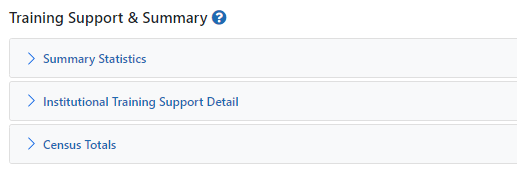 Training Support & Summary ?
Summary Statistics
Institutional Training Support Detail
Census Totals